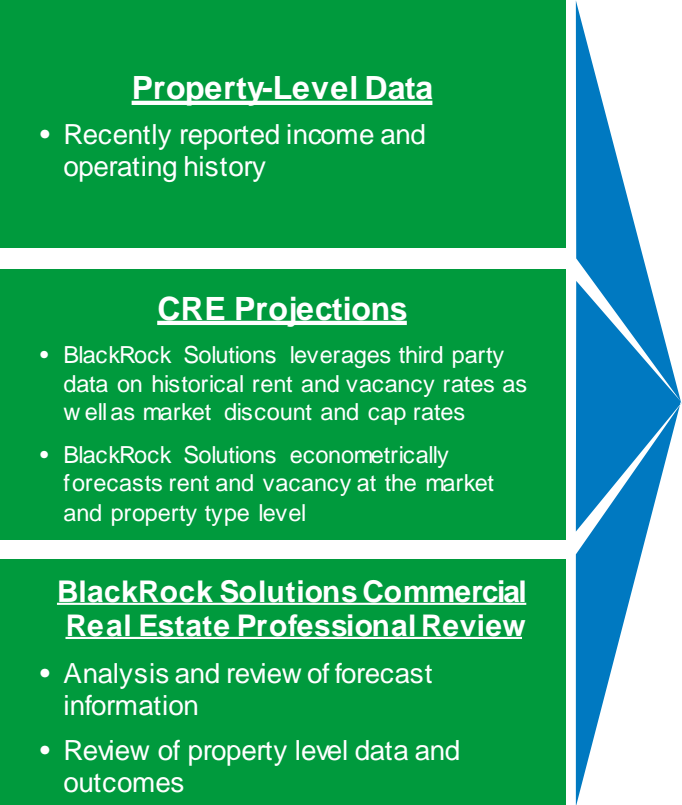 Property-Level Data
• Recently reported income and
operating history
CRE Projections
• BlackRock Solutions leverages third party
data on historical rent and vacancy rates as
well as market discount and cap rates
• BlackRock Solutions econometrically
forecasts rent and vacancy at the market
and property type level
BlackRock Solutions Commercial
Real Estate Professional Review
• Analysis and review of forecast
information
• Review of property level data and
outcomes